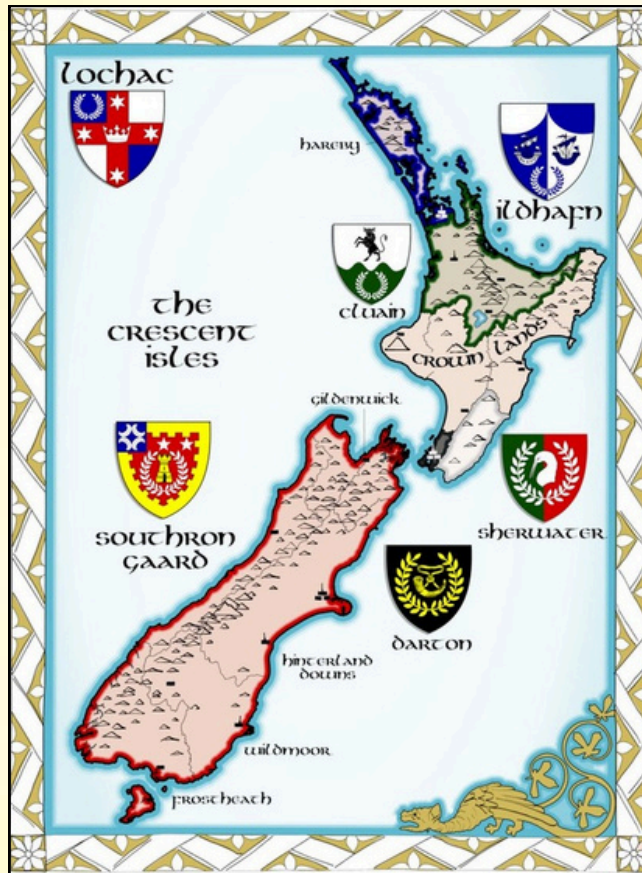 Lochac
hareby
ildhafn
cluain
the
crescent
isles
crown lands
gildenwick
southron
gaard
sherwater
darton
hinterland
downs
wildmoor
frostheath